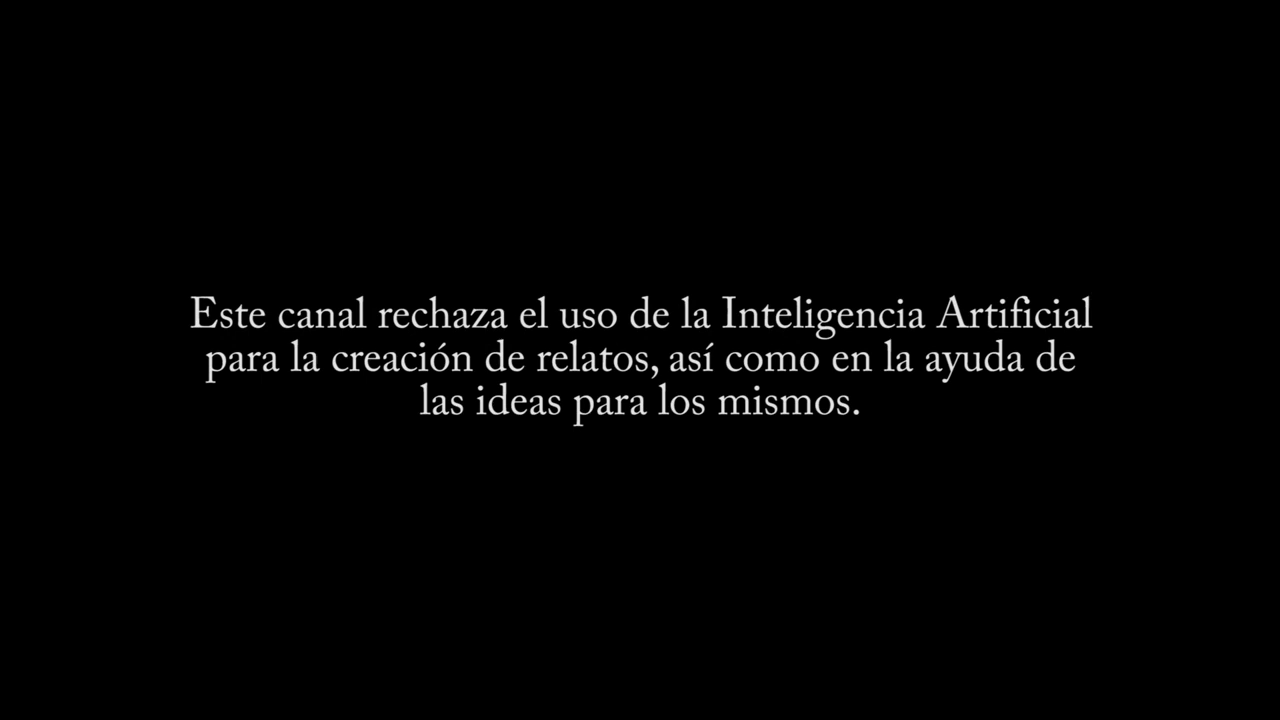 Este canal rechaza el uso de la Inteligencia Artificial
para la creación de relatos, así como en la ayuda de
las ideas para los mismos.